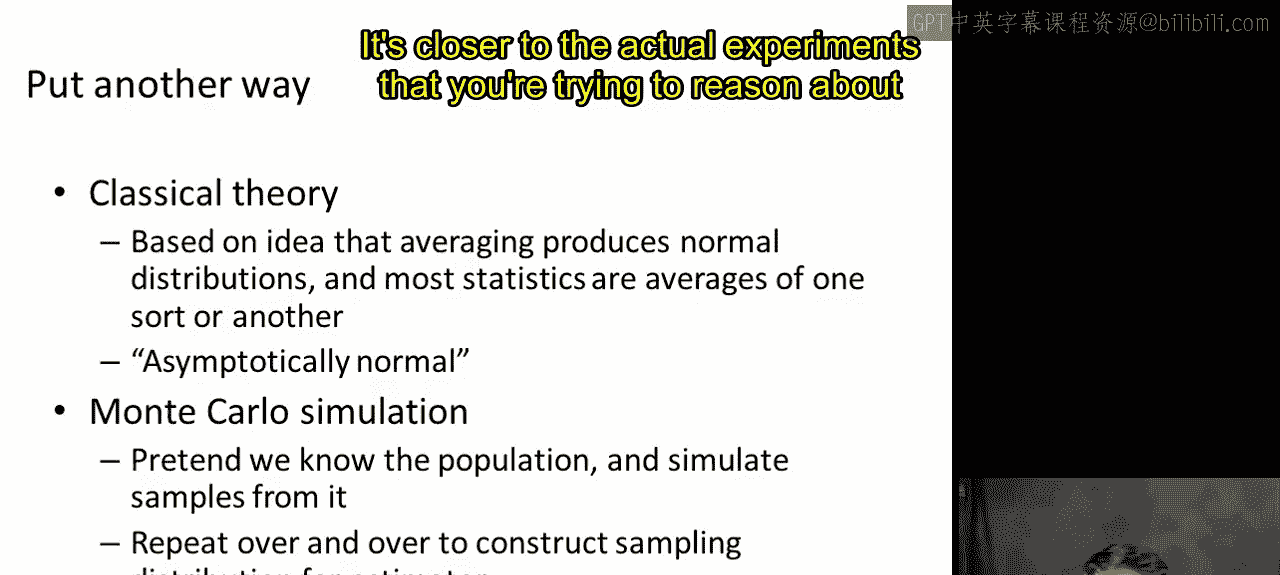 GPT中英字幕课程资源@bilibili.com
It's closer to the actual experiments
that you're trying to reason about
Put another way
• Classical theory
– Based on idea that averaging produces normal
distributions, and most statistics are averages of one
sort or another
– “Asymptotically normal”
• Monte Carlo simulation
– Pretend we know the population, and simulate
samples from it
– Repeat over and over to construct sampling